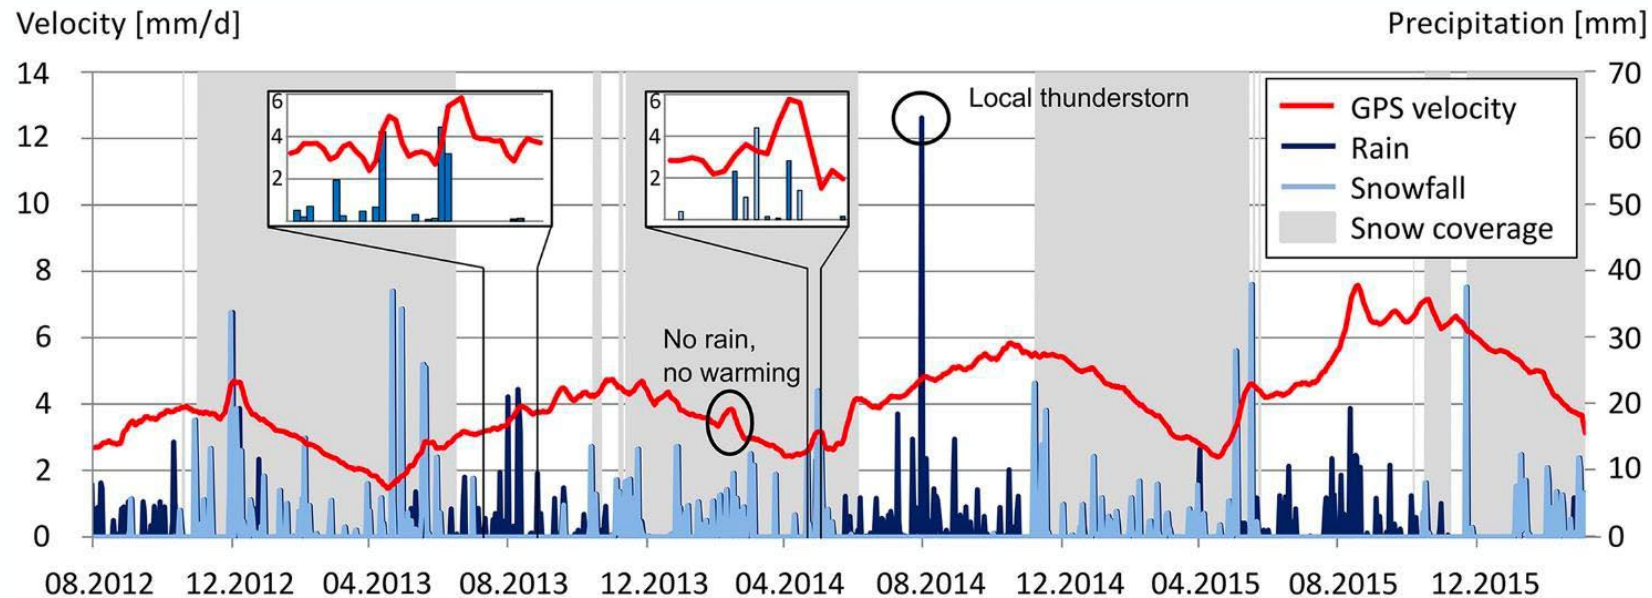 Velocity [mm/d]
Precipitation [mm]
14
12
10
8
6
4
2
0
70
60
50
40
30
20
10
0
6
4
2
6
4
2
Local thunderstorn
No rain,
no warming
GPS velocity
Rain
Snowfall
Snow coverage
08.2012 12.2012 04.2013 08.2013 12.2013 04.2014 08.2014 12.2014 04.2015 08.2015 12.2015